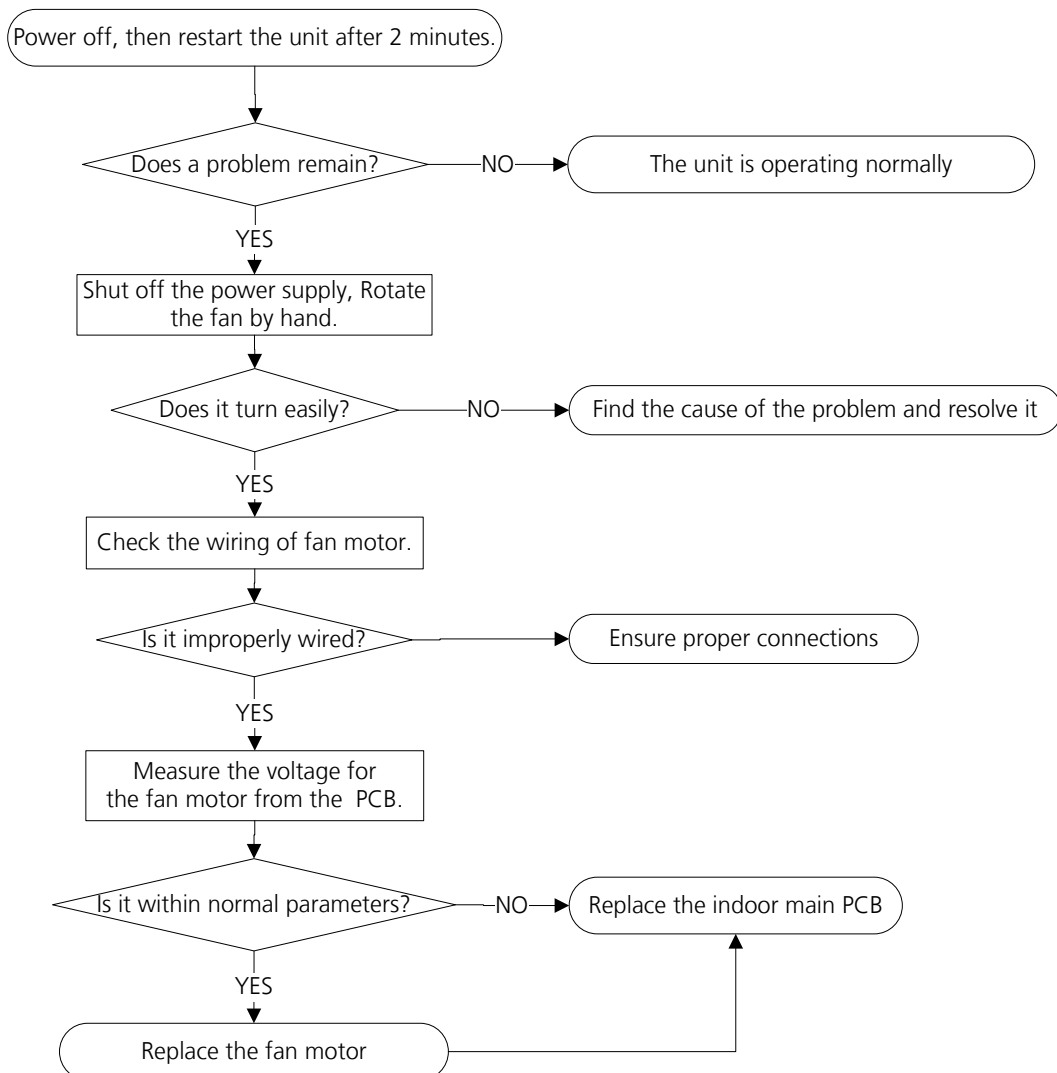 Power off, then restart the unit after 2 minutes.
Does a problem remain?
NO
The unit is operating normally
YES
Shut off the power supply, Rotate
the fan by hand.
Does it turn easily?
NO
Find the cause of the problem and resolve it
YES
Check the wiring of fan motor.
Is it improperly wired?
Ensure proper connections
YES
Measure the voltage for
the fan motor from the PCB.
Is it within normal parameters?
NO
Replace the indoor main PCB
YES
Replace the fan motor